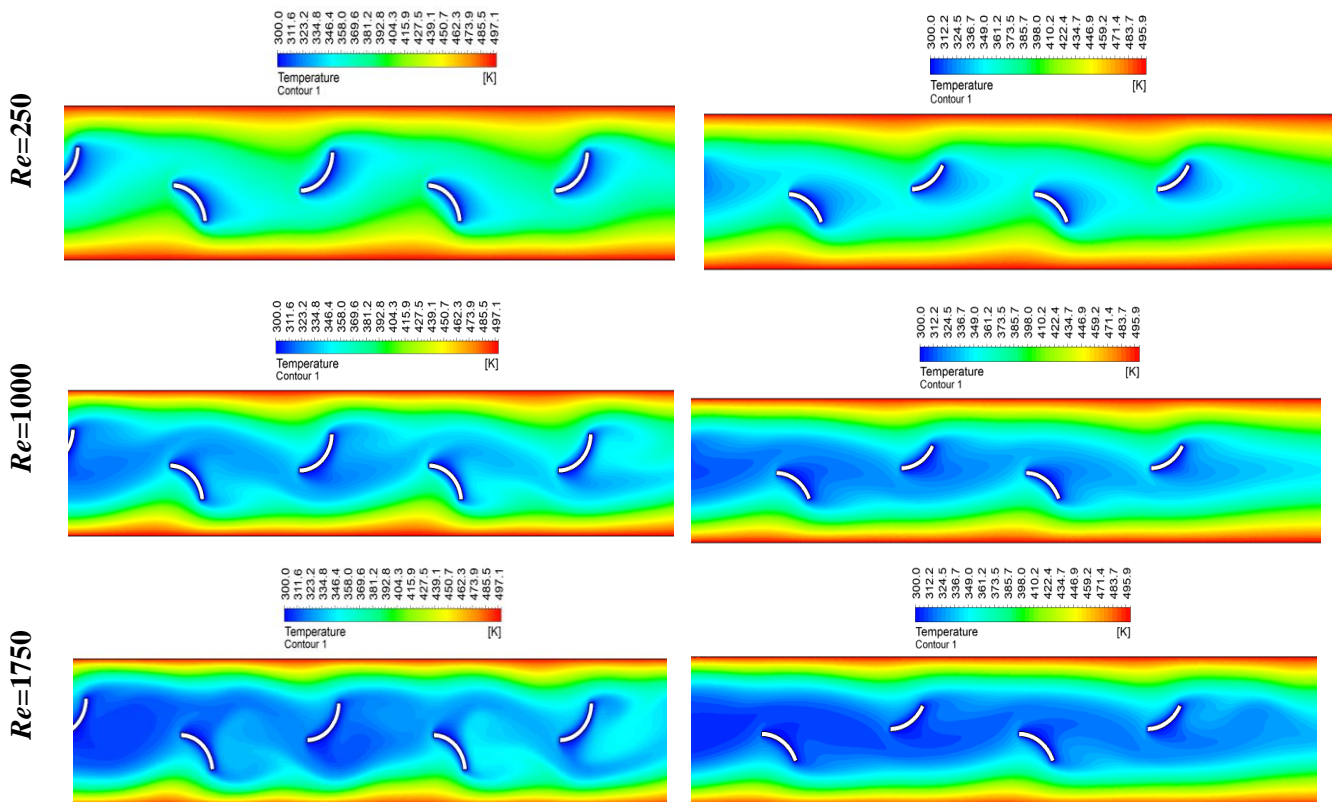 300.0 311.6 323.2 334.8 346.4 358.0 369.6 381.2 392.8 404.3 415.9 427.5 439.1 450.7 462.3 473.9 485.5 497.1
Temperature [K]
Contour 1
300.0 312.2 324.5 336.7 349.0 361.2 373.5 385.7 398.0 410.2 422.4 434.7 446.9 459.2 471.4 483.7 495.9
Temperature [K]
Contour 1
Re=250
300.0 311.6 323.2 334.8 346.4 358.0 369.6 381.2 392.8 404.3 415.9 427.5 439.1 450.7 462.3 473.9 485.5 497.1
Temperature [K]
Contour 1
300.0 312.2 324.5 336.7 349.0 361.2 373.5 385.7 398.0 410.2 422.4 434.7 446.9 459.2 471.4 483.7 495.9
Temperature [K]
Contour 1
Re=1000
300.0 311.6 323.2 334.8 346.4 358.0 369.6 381.2 392.8 404.3 415.9 427.5 439.1 450.7 462.3 473.9 485.5 497.1
Temperature [K]
Contour 1
300.0 312.2 324.5 336.7 349.0 361.2 373.5 385.7 398.0 410.2 422.4 434.7 446.9 459.2 471.4 483.7 495.9
Temperature [K]
Contour 1
Re=1750